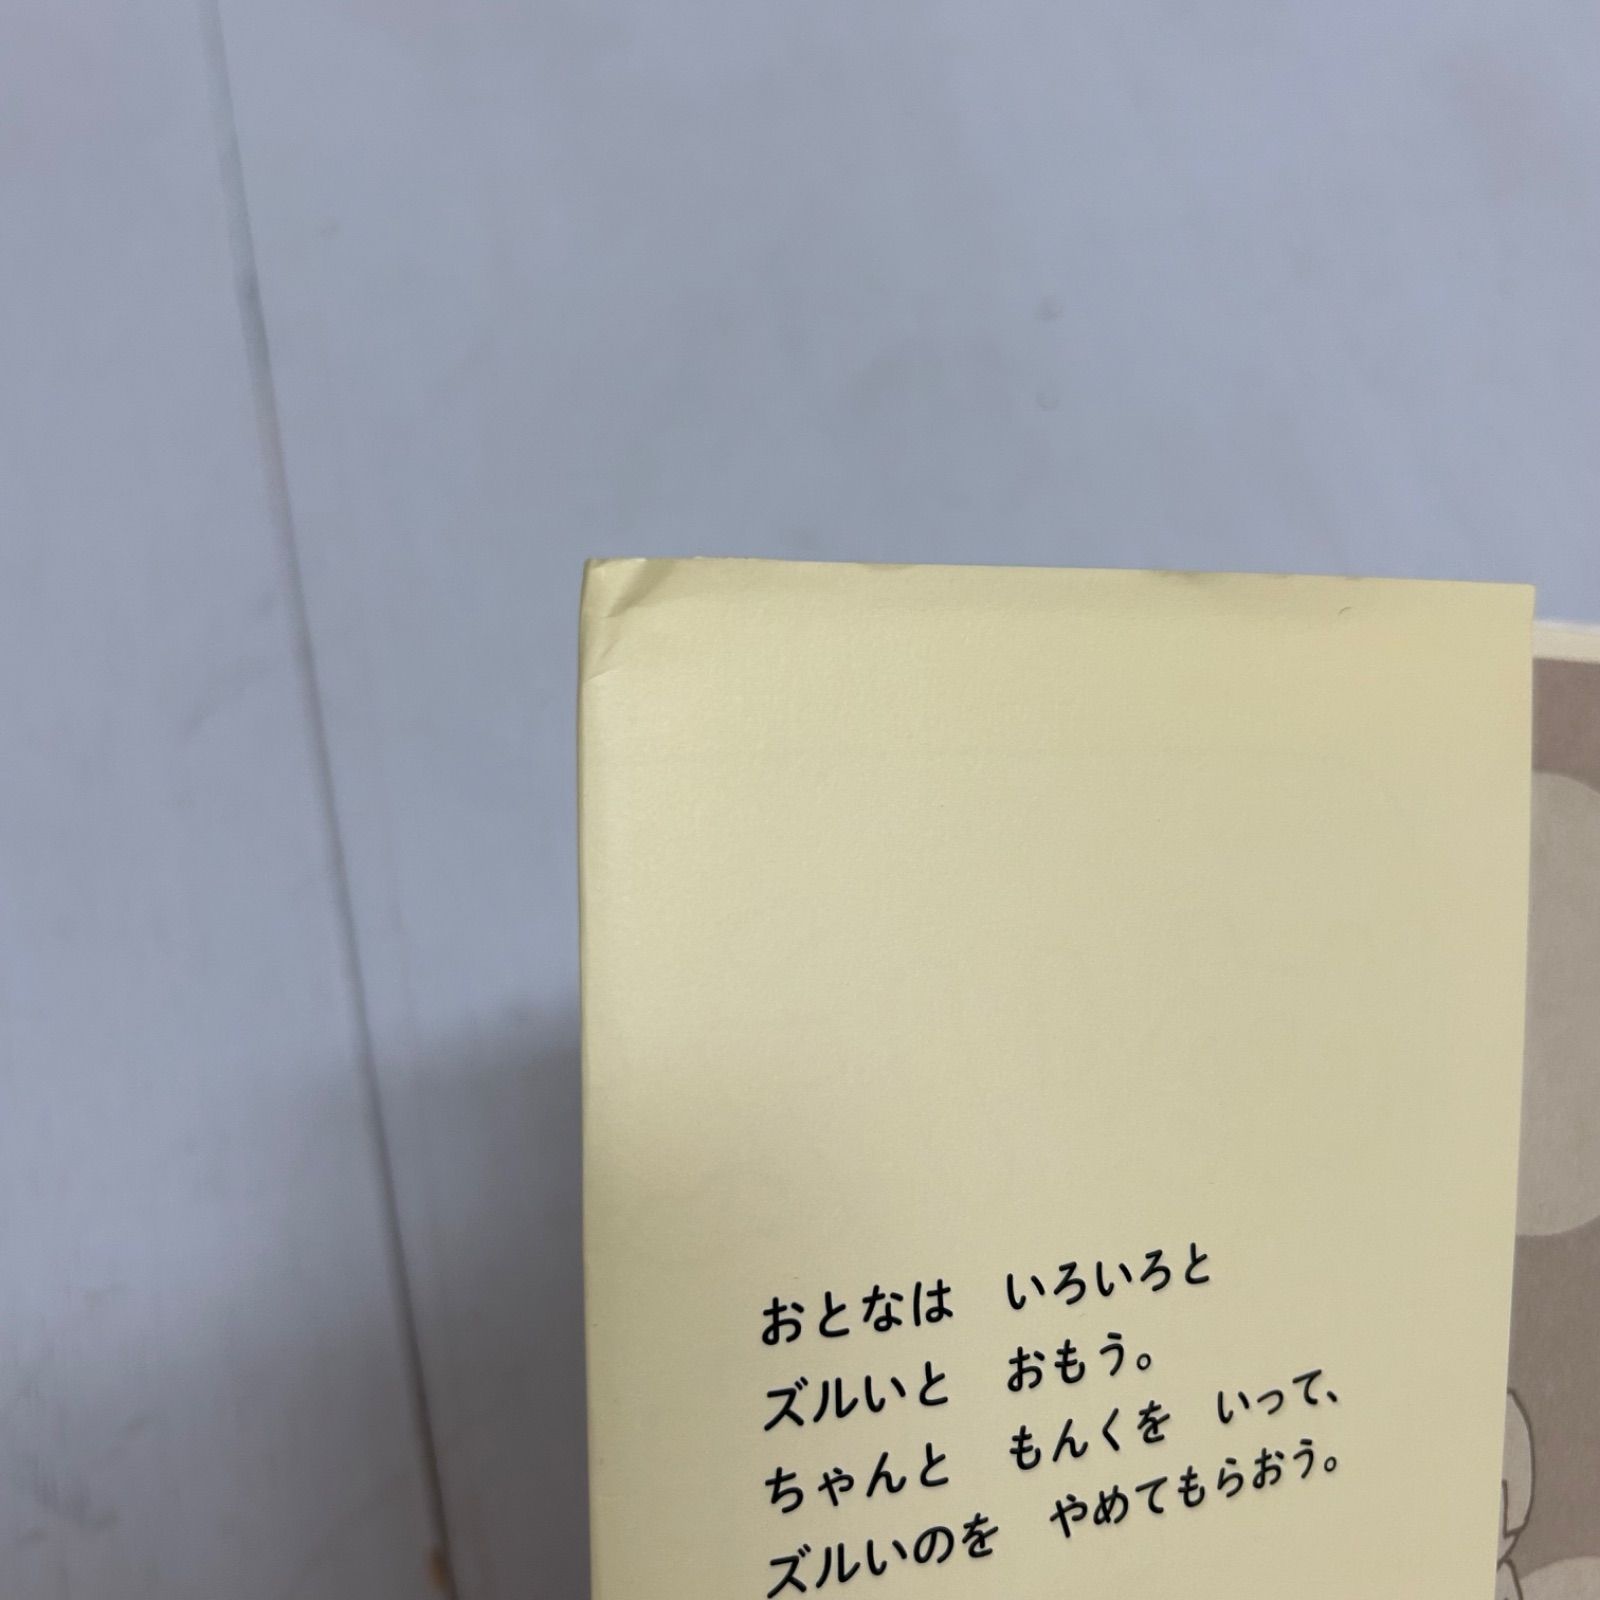 おとなは　いろいろと
ズルいと　おもう。
ちゃんと　もんくを　いって、
ズルいのを　やめてもらおう。